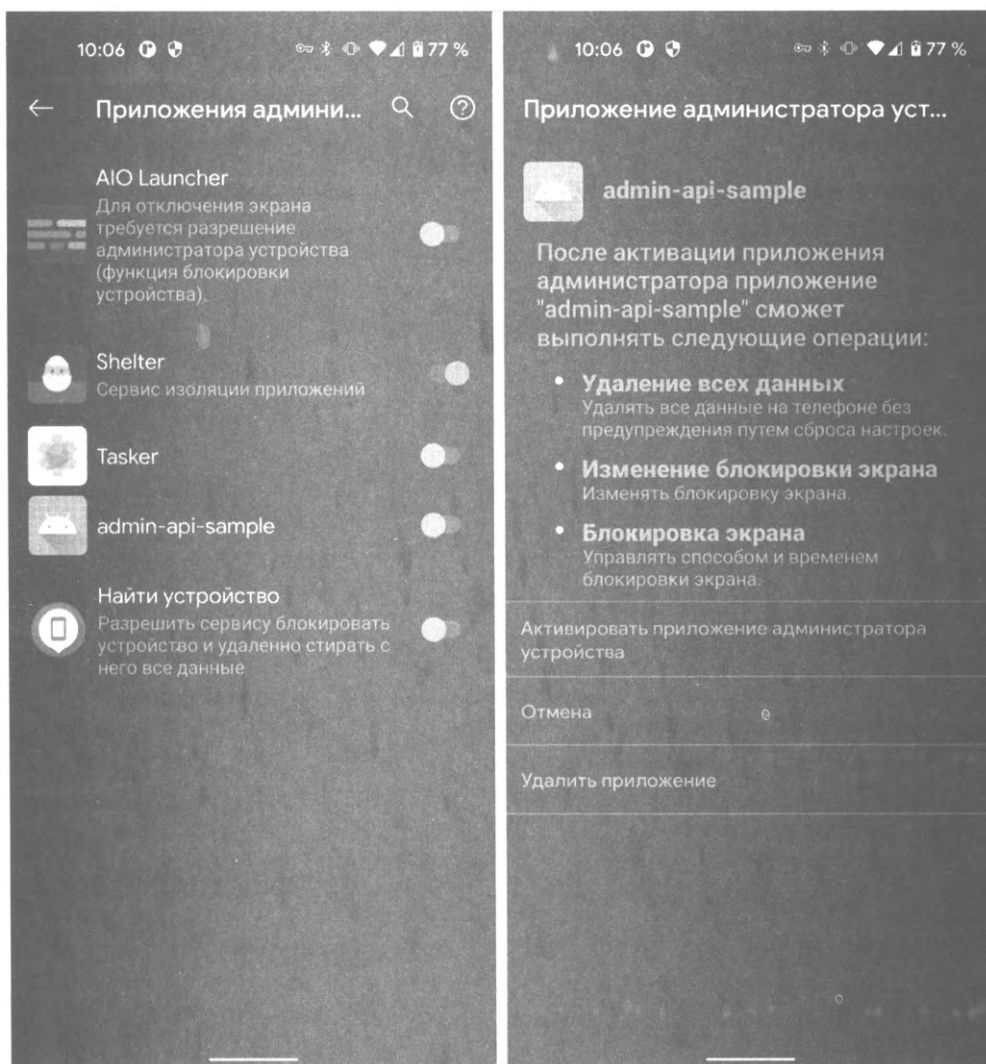 10:06 77 %
Приложения админи...
AIO Launcher
Для отключения экрана
требуется разрешение
администратора устройства
(функция блокировки
устройства).
Shelter
Сервис изоляции приложений
Tasker
admin-api-sample
Найти устройство
Разрешить сервису блокировать
устройство и удаленно стирать с
него все данные
10:06 77 %
Приложение администратора уст...
admin-api-sample
После активации приложения
администратора приложение
"admin-api-sample" сможет
выполнять следующие операции:
• Удаление всех данных
Удалять все данные на телефоне без
предупреждения путем сброса настроек.
• Изменение блокировки экрана
Изменять блокировку экрана.
• Блокировка экрана
Управлять способом и временем
блокировки экрана.
Активировать приложение администратора
устройства
Отмена
Удалить приложение